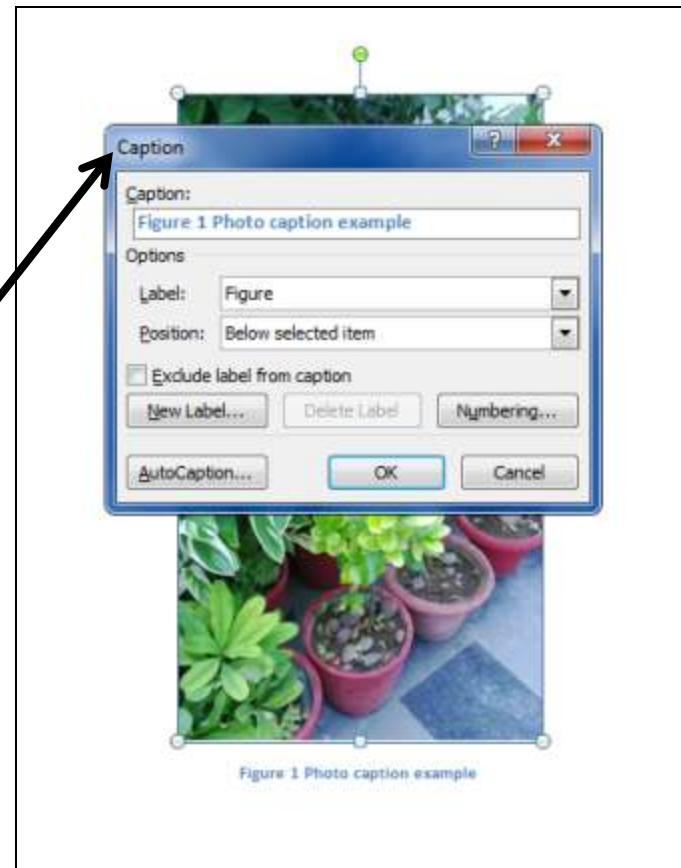 Caption
Caption:
Figure 1 Photo caption example
Options
Label: Figure
Position: Below selected item
Exclude label from caption
New Label... Delete Label Numbering...
AutoCaption... OK Cancel
Figure 1 Photo caption example